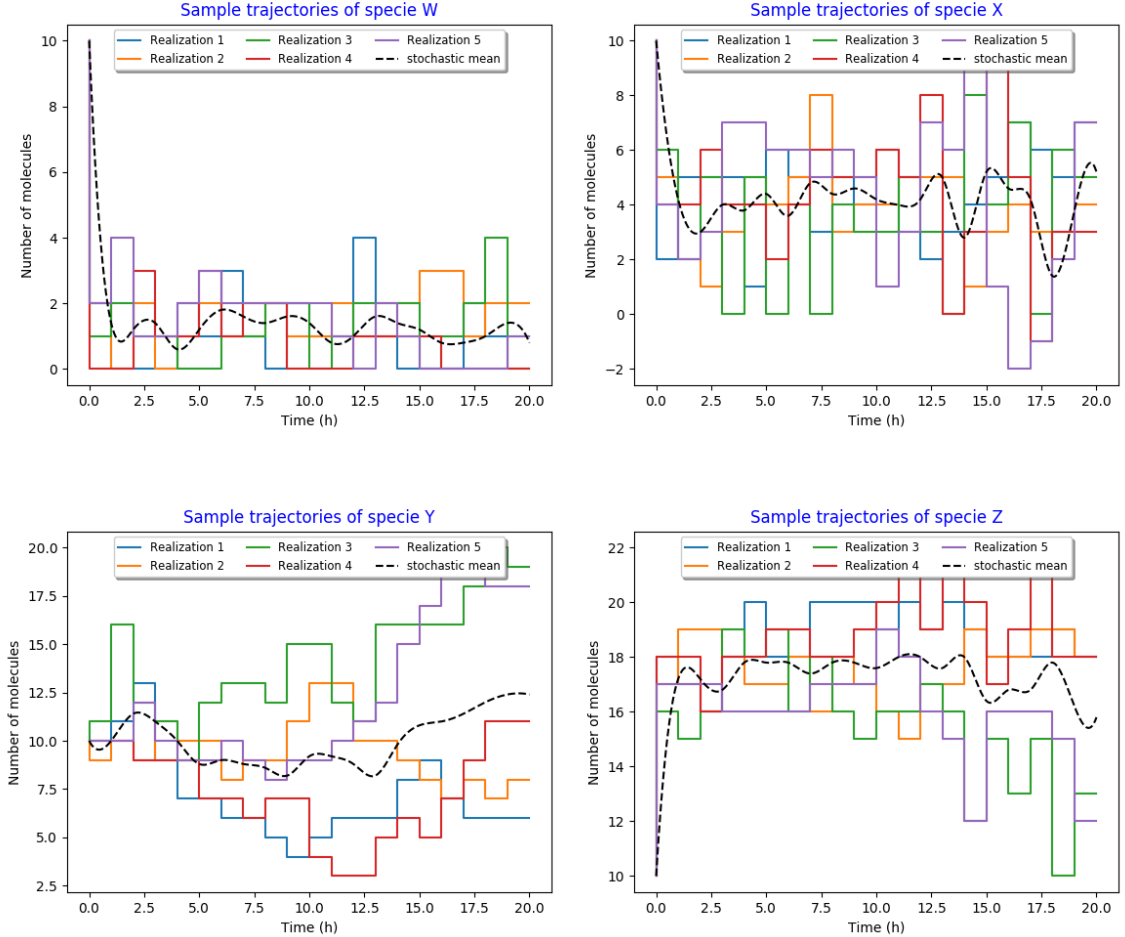 Sample trajectories of specie W
Realization 1 Realization 3 Realization 5
Realization 2 Realization 4 stochastic mean
Number of molecules
10
8
6
4
2
0
0.0 2.5 5.0 7.5 10.0 12.5 15.0 17.5 20.0
Time (h)
Sample trajectories of specie X
Realization 1 Realization 3 Realization 5
Realization 2 Realization 4 stochastic mean
Number of molecules
10
8
6
4
2
0
−2
0.0 2.5 5.0 7.5 10.0 12.5 15.0 17.5 20.0
Time (h)
Sample trajectories of specie Y
Realization 1 Realization 3 Realization 5
Realization 2 Realization 4 stochastic mean
Number of molecules
20.0
17.5
15.0
12.5
10.0
7.5
5.0
2.5
0.0 2.5 5.0 7.5 10.0 12.5 15.0 17.5 20.0
Time (h)
Sample trajectories of specie Z
Realization 1 Realization 3 Realization 5
Realization 2 Realization 4 stochastic mean
Number of molecules
22
20
18
16
14
12
10
0.0 2.5 5.0 7.5 10.0 12.5 15.0 17.5 20.0
Time (h)